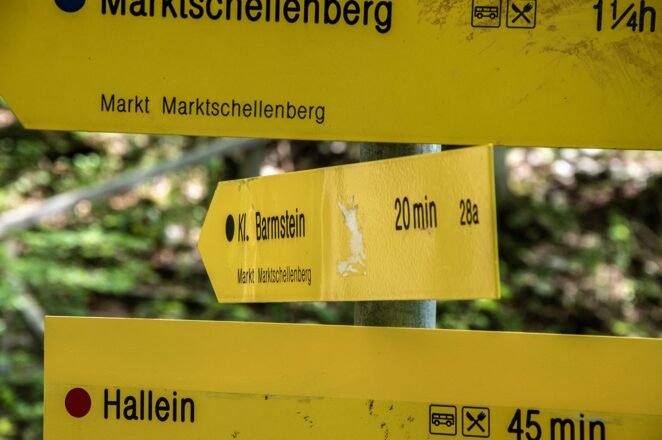 Marktschellenberg 1¼h
Markt Marktschellenberg
Kl. Barmstein 20 min 28a
Markt Marktschellenberg
Hallein 45 min